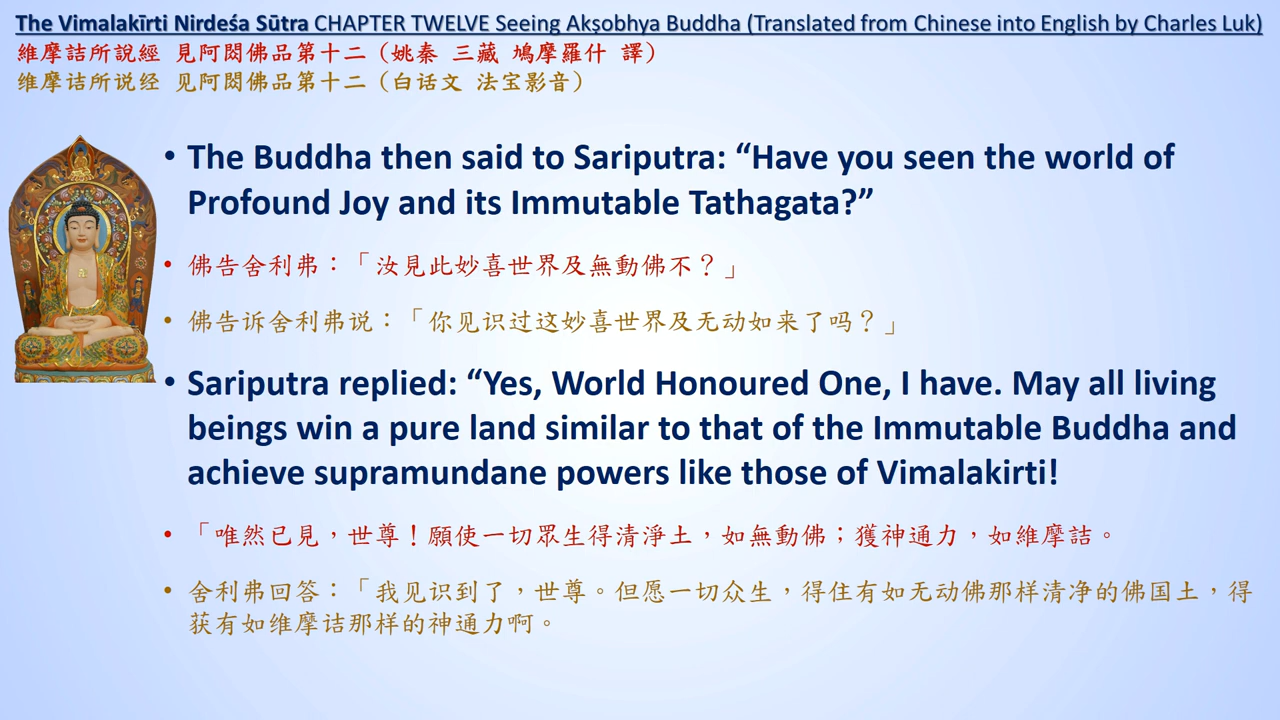 The Vimalakīrti Nirdeśa Sūtra CHAPTER TWELVE Seeing Akṣobhya Buddha (Translated from Chinese into English by Charles Luk)
維摩詰所說經 見阿閦佛品第十二（姚秦 三藏 鳩摩羅什 譯）
维摩诘所说经 见阿閦佛品第十二（白话文 法宝影音）
• The Buddha then said to Sariputra: “Have you seen the world of
Profound Joy and its Immutable Tathagata?”
• 佛告舍利弗：「汝見此妙喜世界及無動佛不？」
• 佛告诉舍利弗说：「你见识过这妙喜世界及无动如来了吗？」
• Sariputra replied: “Yes, World Honoured One, I have. May all living
beings win a pure land similar to that of the Immutable Buddha and
achieve supramundane powers like those of Vimalakirti!
• 「唯然已見，世尊！願使一切眾生得清淨土，如無動佛；獲神通力，如維摩詰。
• 舍利弗回答：「我见识到了，世尊。但愿一切众生，得住有如无动佛那样清净的佛国土，得
获有如维摩诘那样的神通力啊。